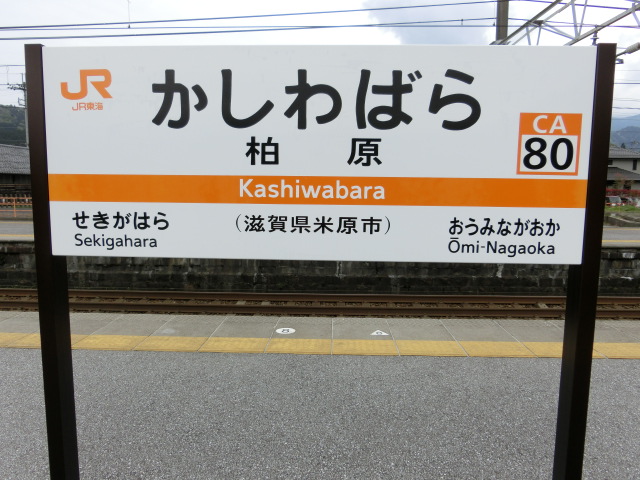 JR
JR東海
かしわばら
柏原
CA
80
Kashiwabara
せきがはら
Sekigahara
（滋賀県米原市）
おうみながおか
Ōmi-Nagaoka